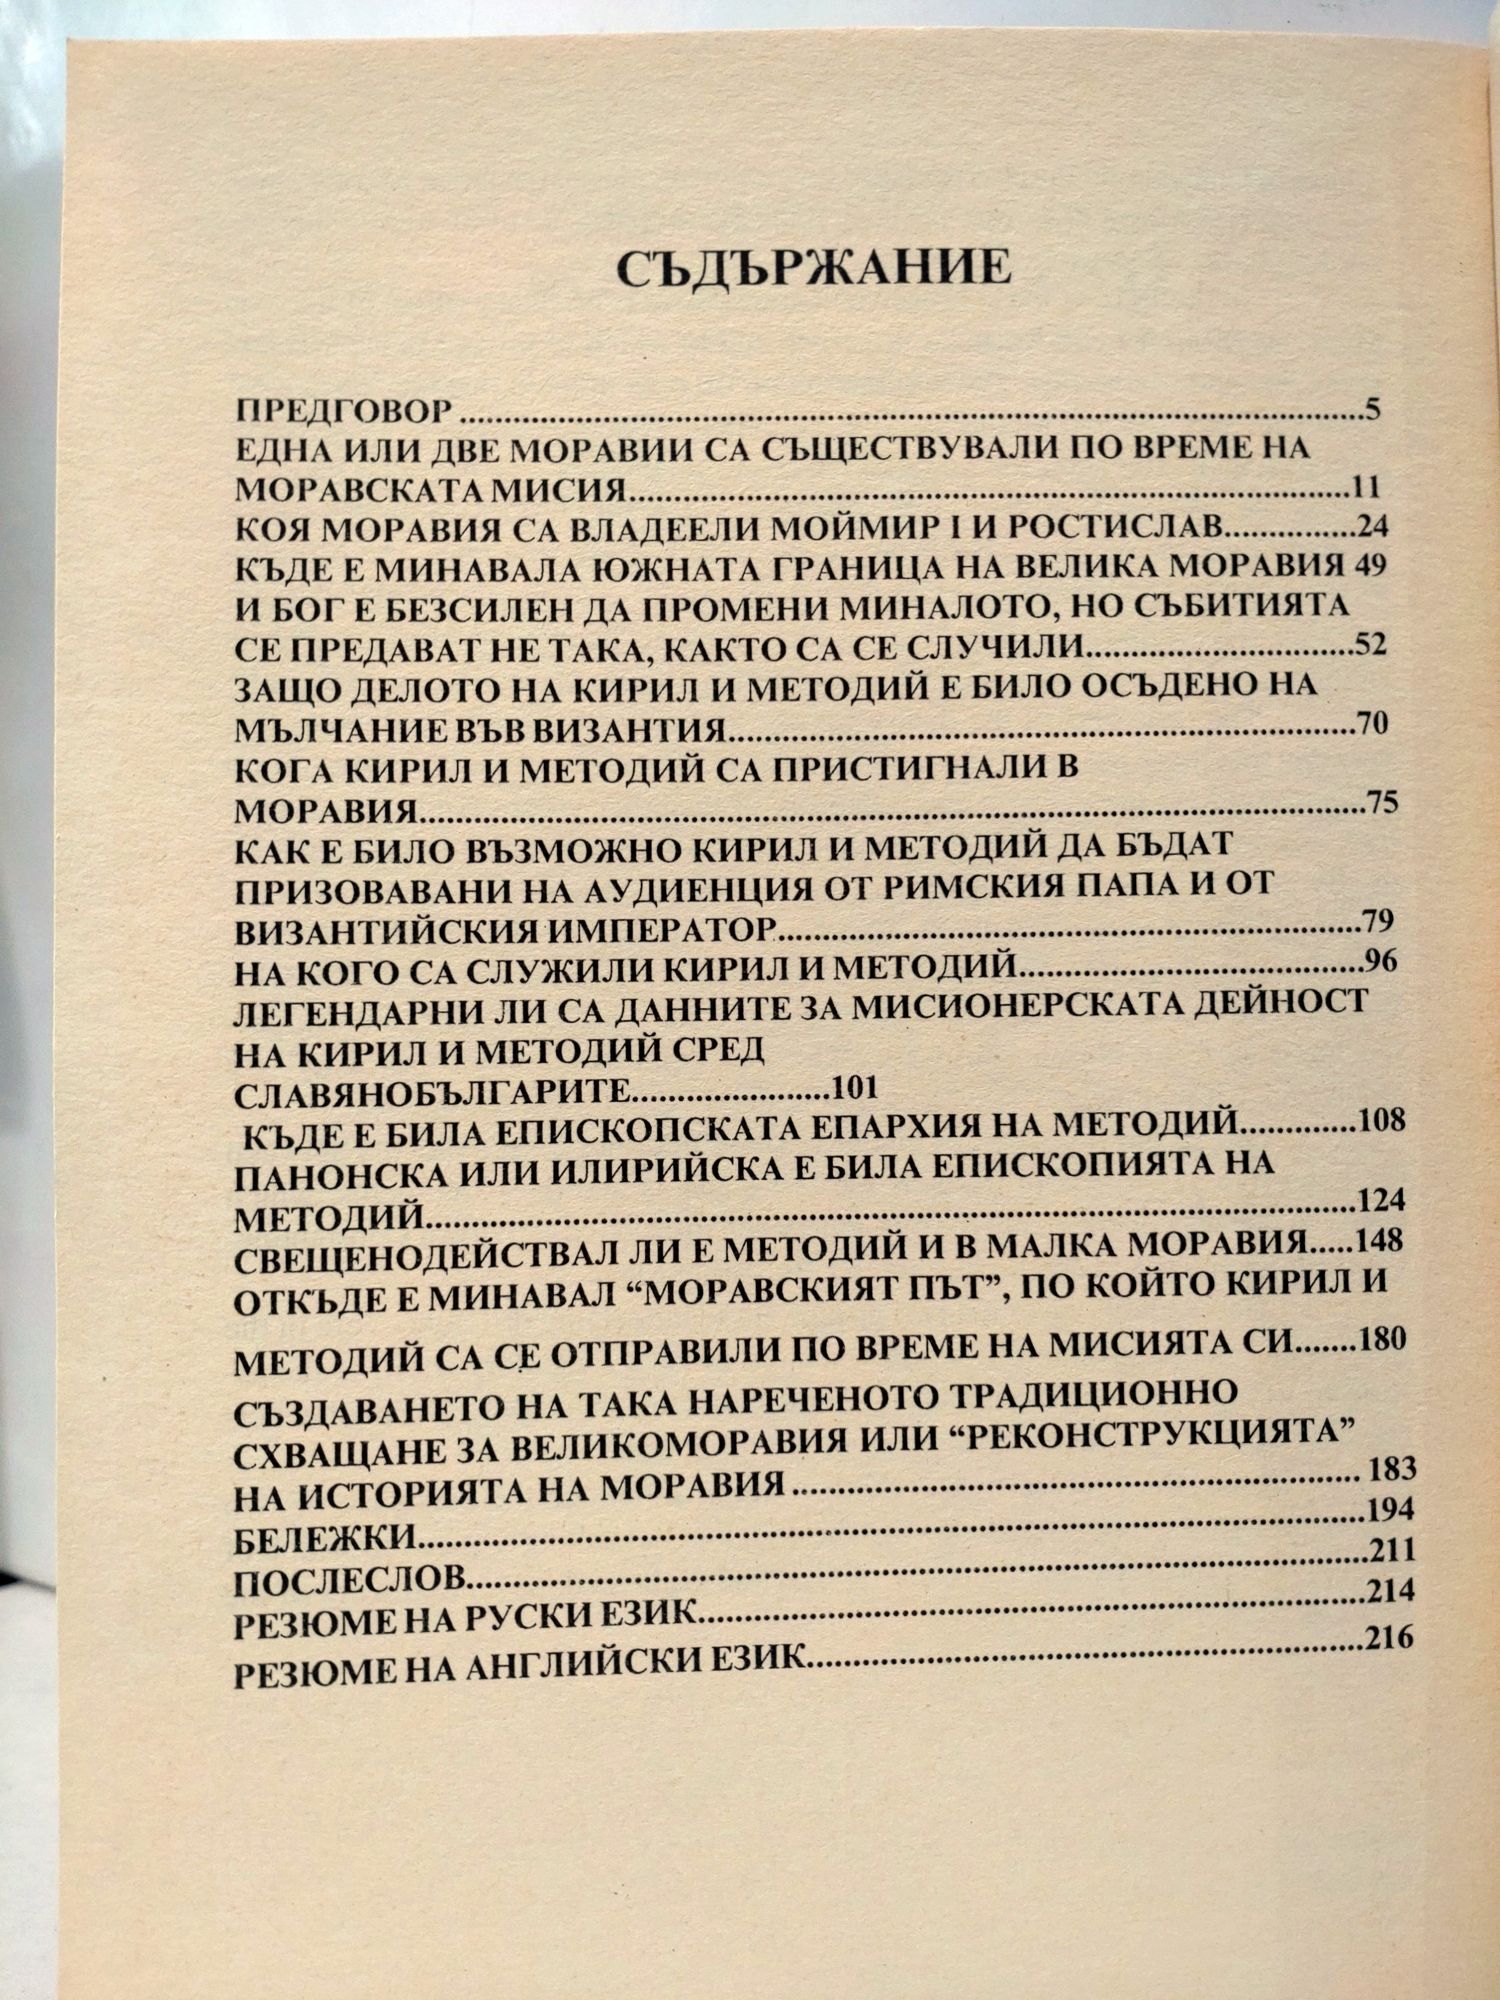 СЪДЪРЖАНИЕ
ПРЕДГОВОР ....................................................................................................5
ЕДНА ИЛИ ДВЕ МОРАВИИ СА СЪЩЕСТВУВАЛИ ПО ВРЕМЕ НА
МОРАВСКАТА МИСИЯ................................................................................11
КОЯ МОРАВИЯ СА ВЛАДЕЕЛИ МОЙМИР I И РОСТИСЛАВ...............24
КЪДЕ Е МИНАВАЛА ЮЖНАТА ГРАНИЦА НА ВЕЛИКА МОРАВИЯ 49
И БОГ Е БЕЗСИЛЕН ДА ПРОМЕНИ МИНАЛОТО, НО СЪБИТИЯТА
СЕ ПРЕДАВАТ НЕ ТАКА, КАКТО СА СЕ СЛУЧИЛИ..............................52
ЗАЩО ДЕЛОТО НА КИРИЛ И МЕТОДИЙ Е БИЛО ОСЪДЕНО НА
МЪЛЧАНИЕ ВЪВ ВИЗАНТИЯ.....................................................................70
КОГА КИРИЛ И МЕТОДИЙ СА ПРИСТИГНАЛИ В
МОРАВИЯ.........................................................................................................75
КАК Е БИЛО ВЪЗМОЖНО КИРИЛ И МЕТОДИЙ ДА БЪДАТ
ПРИЗОВАВАНИ НА АУДИЕНЦИЯ ОТ РИМСКИЯ ПАПА И ОТ
ВИЗАНТИЙСКИЯ ИМПЕРАТОР................................................................79
НА КОГО СА СЛУЖИЛИ КИРИЛ И МЕТОДИЙ......................................96
ЛЕГЕНДАРНИ ЛИ СА ДАННИТЕ ЗА МИСИОНЕРСКАТА ДЕЙНОСТ
НА КИРИЛ И МЕТОДИЙ СРЕД
СЛАВЯНОБЪЛГАРИТЕ......................101
КЪДЕ Е БИЛА ЕПИСКОПСКАТА ЕПАРХИЯ НА МЕТОДИЙ.............108
ПАНОНСКА ИЛИ ИЛИРИЙСКА Е БИЛА ЕПИСКОПИЯТА НА
МЕТОДИЙ.......................................................................................................124
СВЕЩЕНОДЕЙСТВАЛ ЛИ Е МЕТОДИЙ И В МАЛКА МОРАВИЯ.....148
ОТКЪДЕ Е МИНАВАЛ “МОРАВСКИЯТ ПЪТ”, ПО КОЙТО КИРИЛ И
МЕТОДИЙ СА СЕ ОТПРАВИЛИ ПО ВРЕМЕ НА МИСИЯТА СИ.......180
СЪЗДАВАНЕТО НА ТАКА НАРЕЧЕНОТО ТРАДИЦИОННО
СХВАЩАНЕ ЗА ВЕЛИКОМОРАВИЯ ИЛИ “РЕКОНСТРУКЦИЯТА”
НА ИСТОРИЯТА НА МОРАВИЯ ............................................................... 183
БЕЛЕЖКИ........................................................................................................194
ПОСЛЕСЛОВ...................................................................................................211
РЕЗЮМЕ НА РУСКИ ЕЗИК..........................................................................214
РЕЗЮМЕ НА АНГЛИЙСКИ ЕЗИК..............................................................216